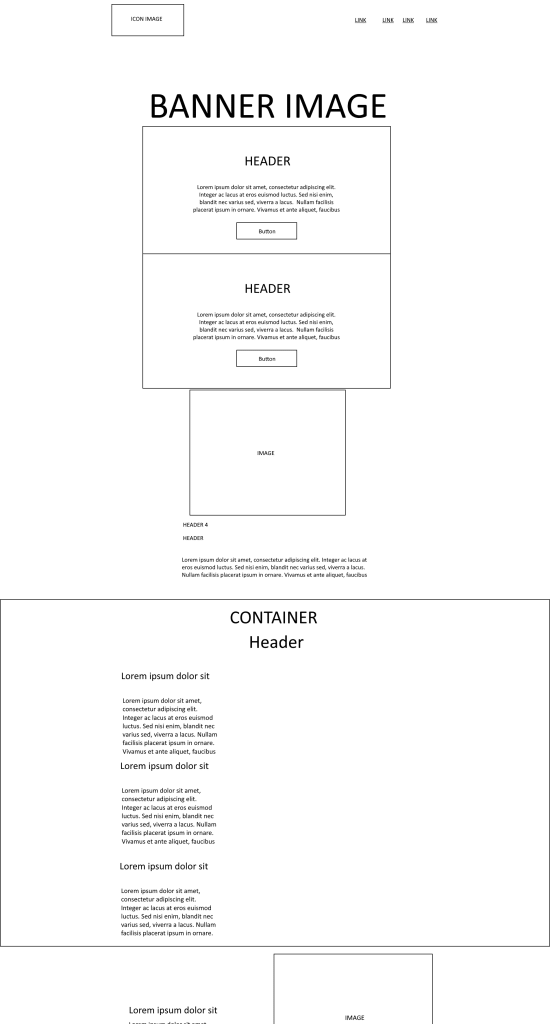 ICON IMAGE
LINK LINK LINK LINK
BANNER IMAGE
HEADER
Lorem ipsum dolor sit amet, consectetur adipiscing elit.
Integer ac lacus at eros euismod luctus. Sed nisi enim,
blandit nec varius sed, viverra a lacus. Nullam facilisis
placerat ipsum in ornare. Vivamus et ante aliquet, faucibus
Button
HEADER
Lorem ipsum dolor sit amet, consectetur adipiscing elit.
Integer ac lacus at eros euismod luctus. Sed nisi enim,
blandit nec varius sed, viverra a lacus. Nullam facilisis
placerat ipsum in ornare. Vivamus et ante aliquet, faucibus
Button
IMAGE
HEADER 4
HEADER
Lorem ipsum dolor sit amet, consectetur adipiscing elit. Integer ac lacus at
eros euismod luctus. Sed nisi enim, blandit nec varius sed, viverra a lacus.
Nullam facilisis placerat ipsum in ornare. Vivamus et ante aliquet, faucibus
CONTAINER
Header
Lorem ipsum dolor sit
Lorem ipsum dolor sit amet,
consectetur adipiscing elit.
Integer ac lacus at eros euismod
luctus. Sed nisi enim, blandit nec
varius sed, viverra a lacus. Nullam
facilisis placerat ipsum in ornare.
Vivamus et ante aliquet, faucibus
Lorem ipsum dolor sit
Lorem ipsum dolor sit amet,
consectetur adipiscing elit.
Integer ac lacus at eros euismod
luctus. Sed nisi enim, blandit nec
varius sed, viverra a lacus. Nullam
facilisis placerat ipsum in ornare.
Vivamus et ante aliquet, faucibus
Lorem ipsum dolor sit
Lorem ipsum dolor sit amet,
consectetur adipiscing elit.
Integer ac lacus at eros euismod
luctus. Sed nisi enim, blandit nec
varius sed, viverra a lacus. Nullam
facilisis placerat ipsum in ornare.
Lorem ipsum dolor sit
IMAGE